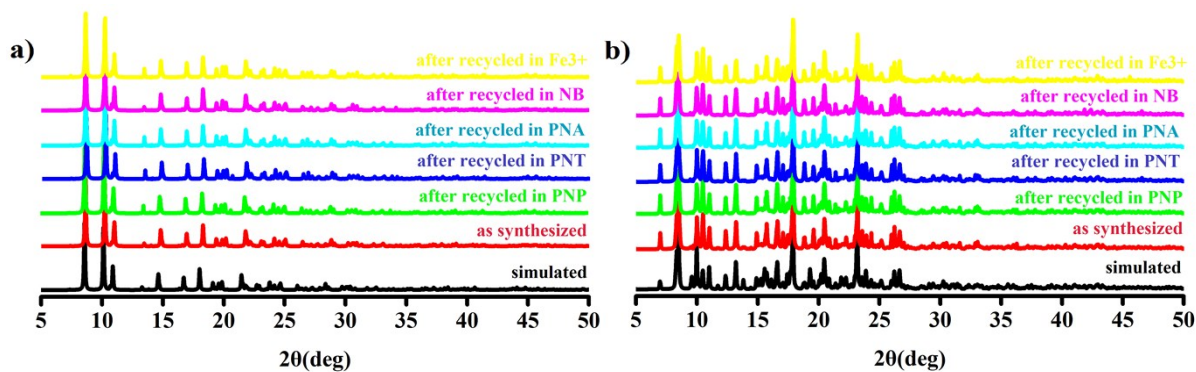 a)
after recycled in Fe3+
after recycled in NB
after recycled in PNA
after recycled in PNT
after recycled in PNP
as synthesized
simulated
5 10 15 20 25 30 35 40 45 50
2θ(deg)
b)
after recycled in Fe3+
after recycled in NB
after recycled in PNA
after recycled in PNT
after recycled in PNP
as synthesized
simulated
5 10 15 20 25 30 35 40 45 50
2θ(deg)